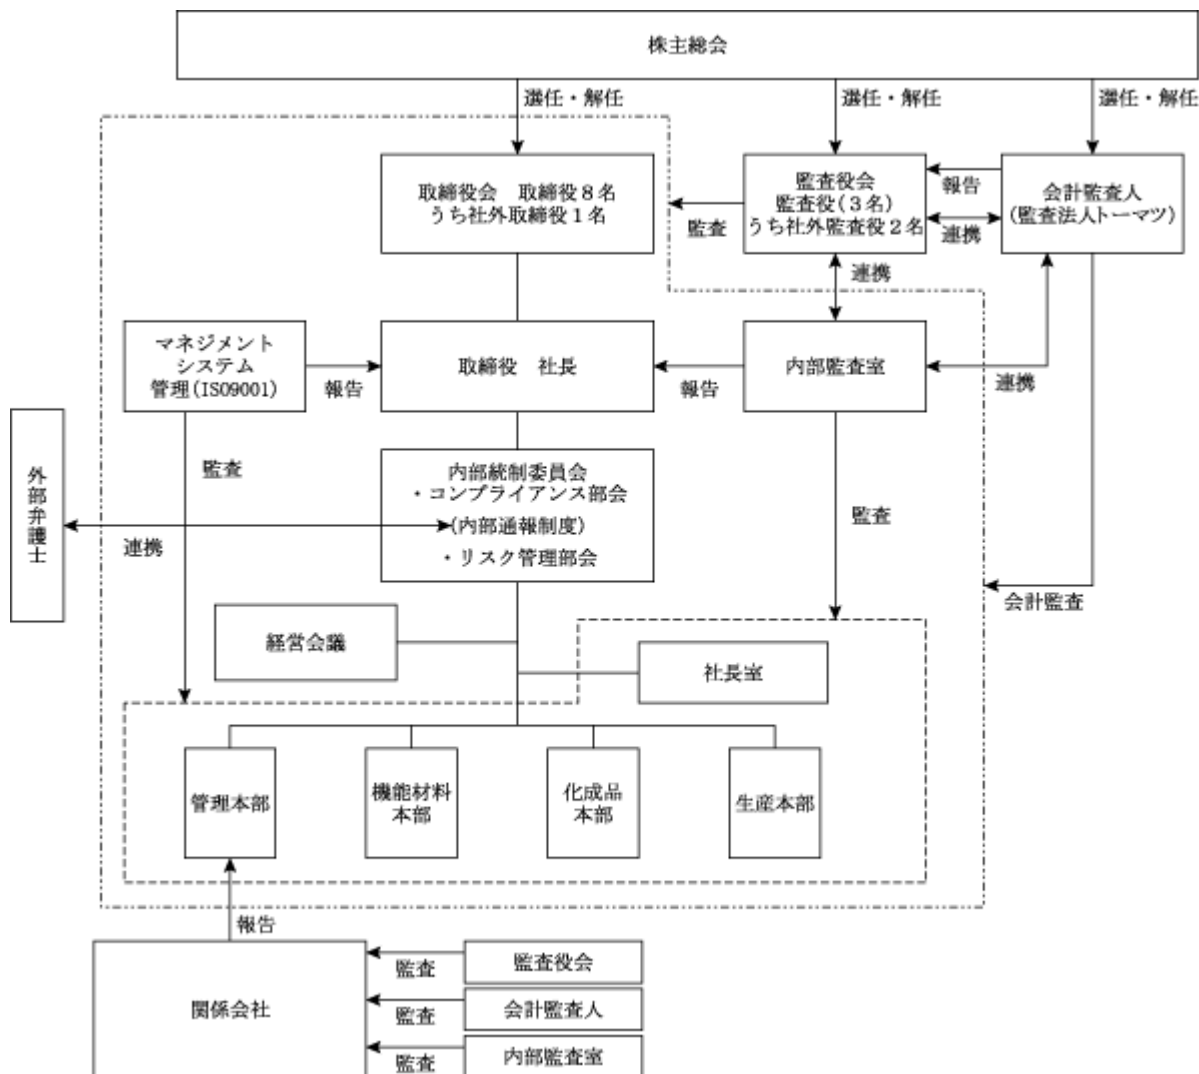 株主総会
選任・解任
選任・解任
選任・解任
取締役会　取締役8名
うち社外取締役1名
監査
監査役会
監査役(3名)
うち社外監査役2名
報告
連携
会計監査人
(監査法人トーマツ)
連携
マネジメント
システム
管理(ISO9001)
報告
取締役　社長
報告
内部監査室
連携
外部弁護士
監査
連携
内部統制委員会
・コンプライアンス部会
(内部通報制度)
・リスク管理部会
監査
会計監査
経営会議
社長室
管理本部
機能材料
本部
化成品
本部
生産本部
報告
関係会社
監査
監査役会
監査
会計監査人
監査
内部監査室